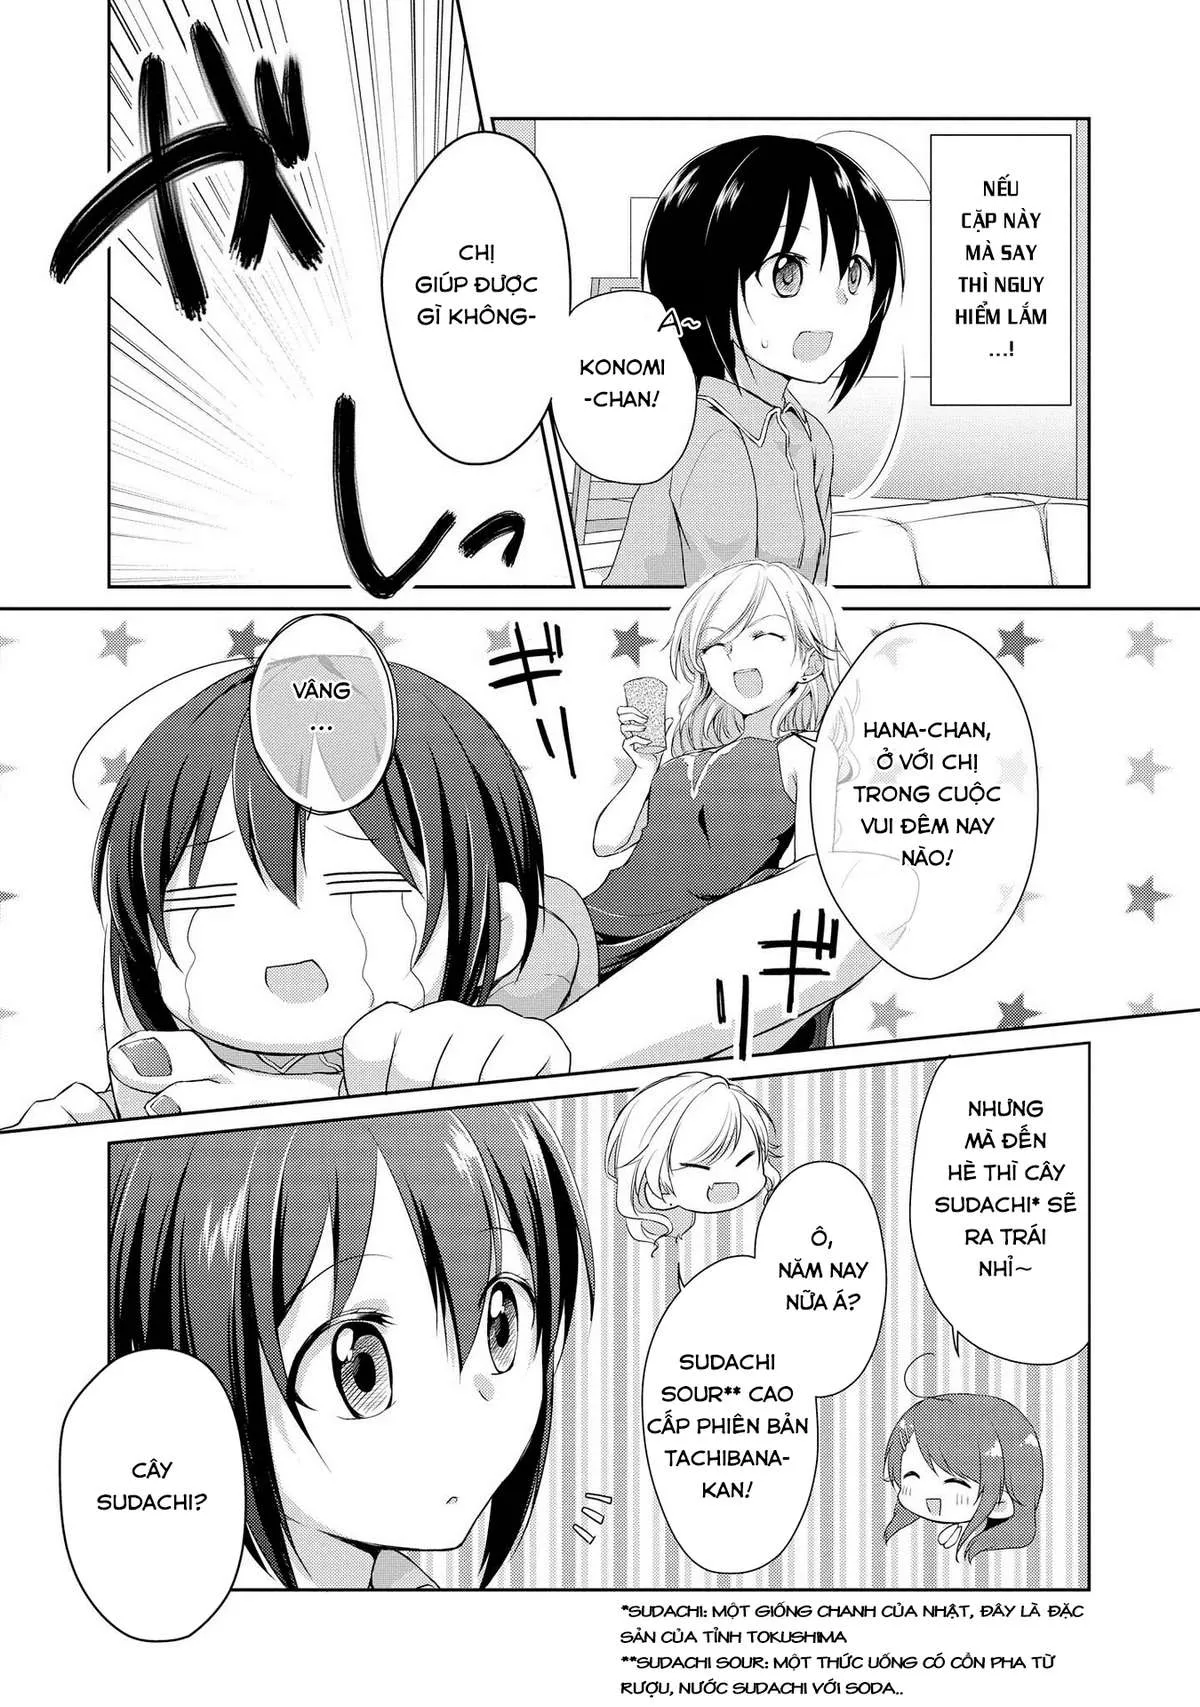 NẾU
CẶP NÀY
MÀ SAY
THÌ NGUY
HIỂM LẮM
...!
A~
KONOMI
-CHAN!
CHỊ
GIÚP ĐƯỢC
GÌ KHÔNG-
ガ
しっ
HANA-CHAN,
Ở VỚI CHỊ
TRONG CUỘC
VUI ĐÊM NAY
NÀO!
ギャ
ギャ
VÂNG
...
NHƯNG
MÀ ĐẾN
HÈ THÌ CÂY
SUDACHI* SẼ
RA TRÁI
NHỈ~
Ô,
NĂM NAY
NỮA Á?
SUDACHI
SOUR** CAO
CẤP PHIÊN BẢN
TACHIBANA-
KAN!
CÂY
SUDACHI?
*SUDACHI: MỘT GIỐNG CHANH CỦA NHẬT, ĐÂY LÀ ĐẶC
SẢN CỦA TỈNH TOKUSHIMA
**SUDACHI SOUR: MỘT THỨC UỐNG CÓ CỒN PHA TỪ
RƯỢU, NƯỚC SUDACHI VỚI SODA..